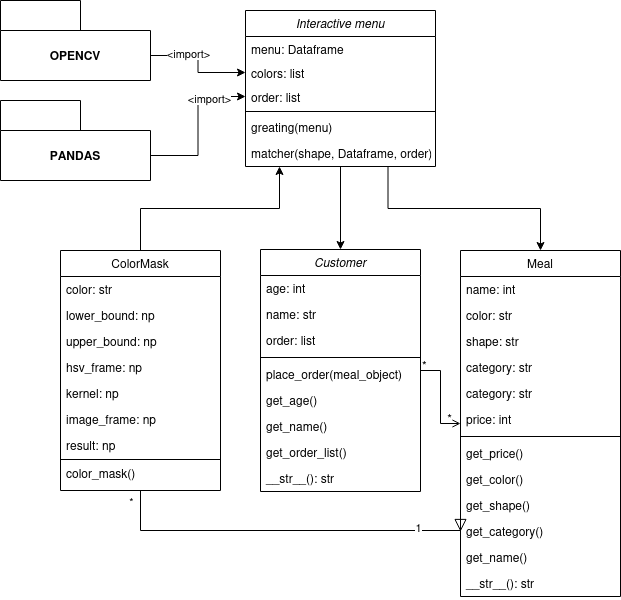 OPENCV
<import>
PANDAS
<import>
Interactive menu
menu: Dataframe
colors: list
order: list
greating(menu)
matcher(shape, Dataframe, order)
ColorMask
color: str
lower_bound: np
upper_bound: np
hsv_frame: np
kernel: np
image_frame: np
result: np
color_mask()
*
1
Customer
age: int
name: str
order: list
place_order(meal_object)
get_age()
get_name()
get_order_list()
__str__(): str
*
*
Meal
name: int
color: str
shape: str
category: str
category: str
price: int
get_price()
get_color()
get_shape()
get_category()
get_name()
__str__(): str